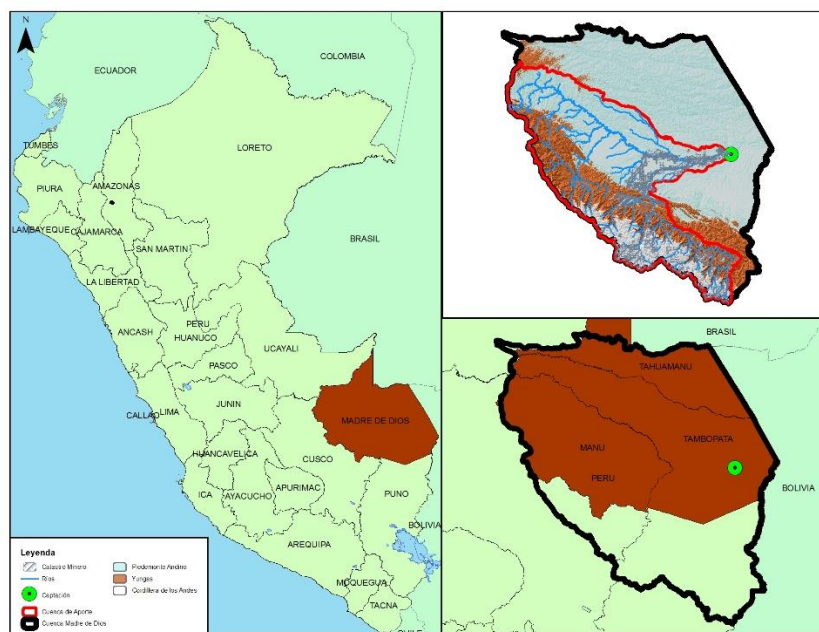 N
COLOMBIA
ECUADOR
LORETO
TUMBES
PIURA
AMAZONAS
LAMBAYEQUE
CAJAMARCA
SAN MARTIN
BRASIL
LA LIBERTAD
ANCASH
PERU
HUANUCO
UCAYALI
PASCO
JUNIN
CALLAO
LIMA
MADRE DE DIOS
HUANCAVELICA
CUSCO
ICA
AYACUCHO
APURIMAC
PUNO
BOLIVIA
AREQUIPA
MOQUEGUA
TACNA
CHILE
Leyenda
Catastro Minero
Ríos
Captación
Cuenca de Aporte
Cuenca Madre de Dios
Piedemonte Andino
Yungas
Cordillera de los Andes
BRASIL
TAHUAMANU
MANU
TAMBOPATA
PERU
BOLIVIA